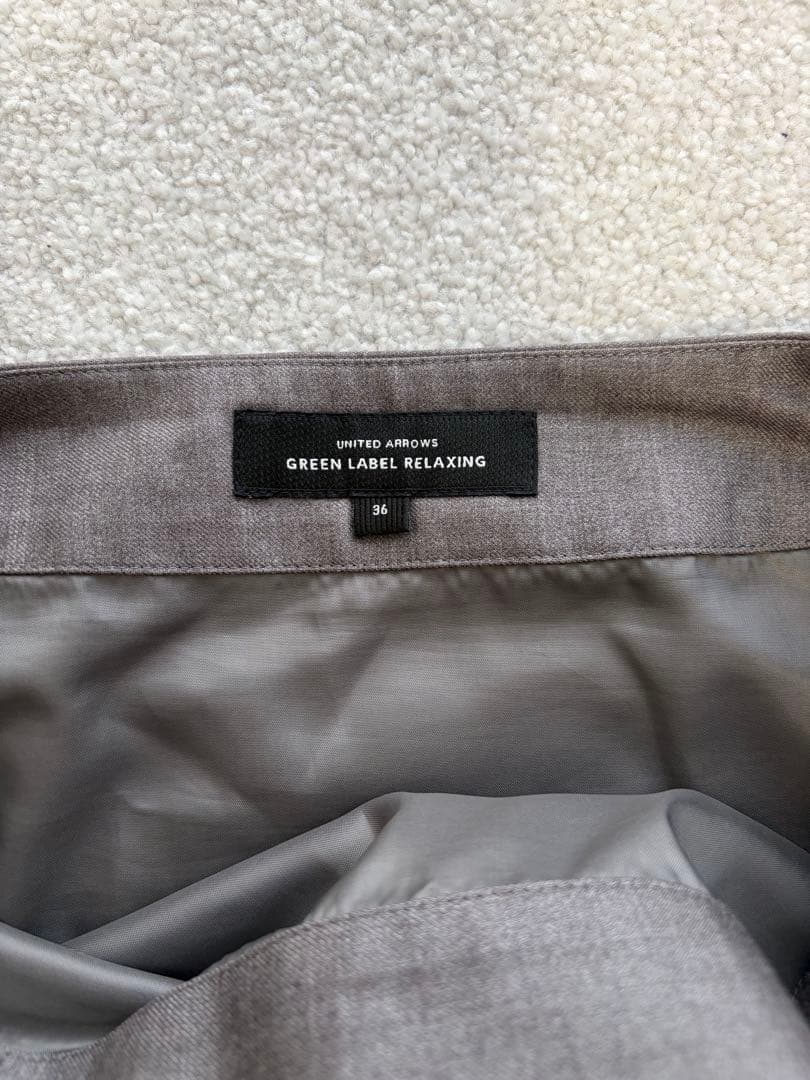 UNITED ARROWS
GREEN LABEL RELAXING
36